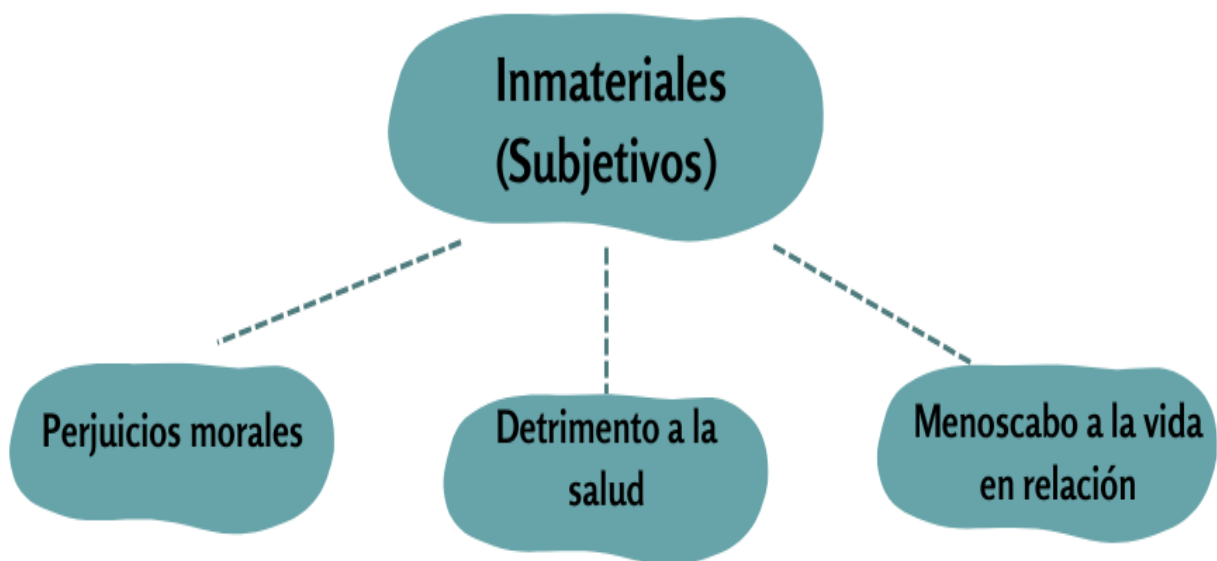 Inmateriales
(Subjetivos)
Perjuicios morales
Detrimento a la
salud
Menoscabo a la vida
en relación